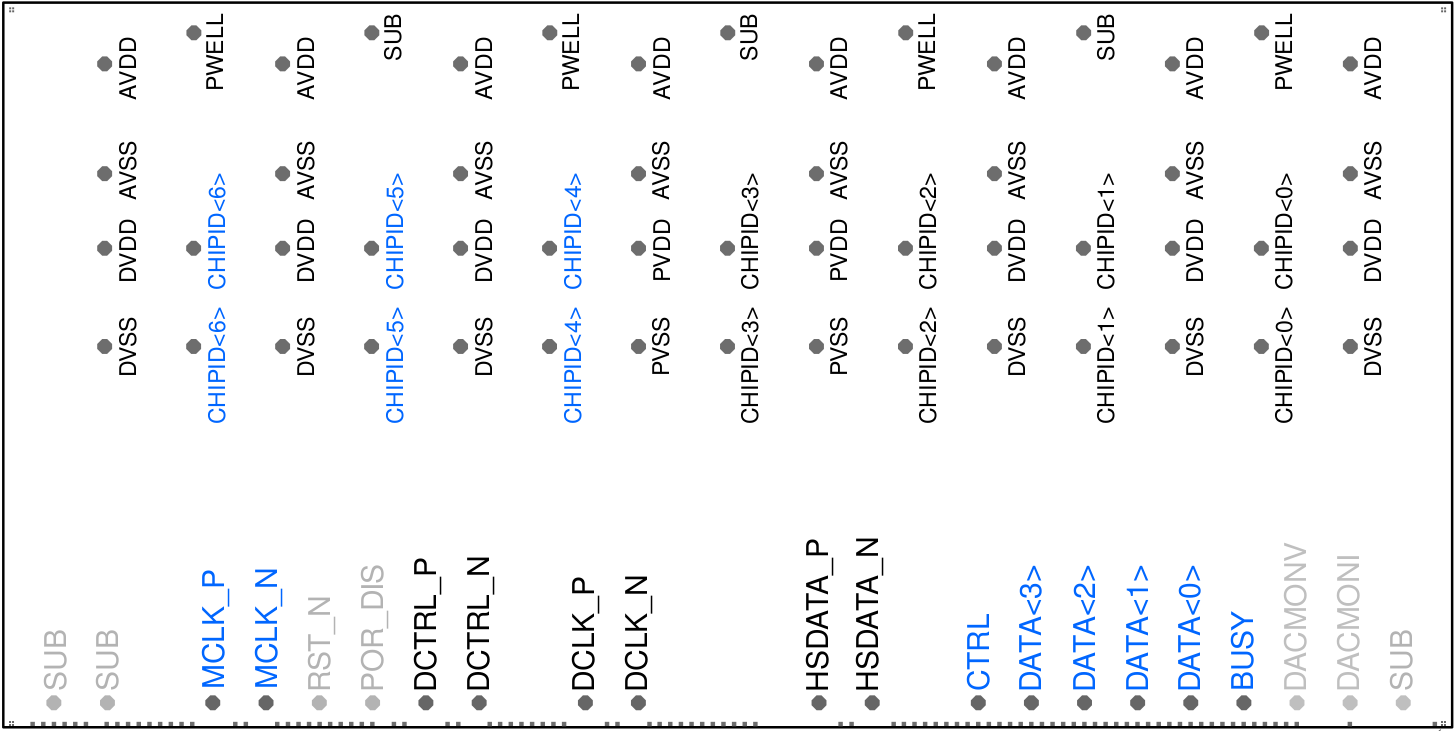 PWELL
SUB
PWELL
SUB
PWELL
SUB
PWELL
AVDD
AVDD
AVDD
AVDD
AVDD
AVDD
AVDD
AVDD
AVSS
AVSS
AVSS
AVSS
AVSS
AVSS
AVSS
AVSS
DVDD
CHIPID<6>
DVDD
CHIPID<5>
DVDD
CHIPID<4>
PVDD
CHIPID<3>
PVDD
CHIPID<2>
DVDD
CHIPID<1>
DVDD
CHIPID<0>
DVDD
DVSS
CHIPID<6>
DVSS
CHIPID<5>
DVSS
CHIPID<4>
PVSS
CHIPID<3>
PVSS
CHIPID<2>
DVSS
CHIPID<1>
DVSS
CHIPID<0>
DVSS
SUB
SUB
MCLK_P
MCLK_N
RST_N
POR_DIS
DCTRL_P
DCTRL_N
DCLK_P
DCLK_N
HSDATA_P
HSDATA_N
CTRL
DATA<3>
DATA<2>
DATA<1>
DATA<0>
BUSY
DACMONV
DACMONI
SUB